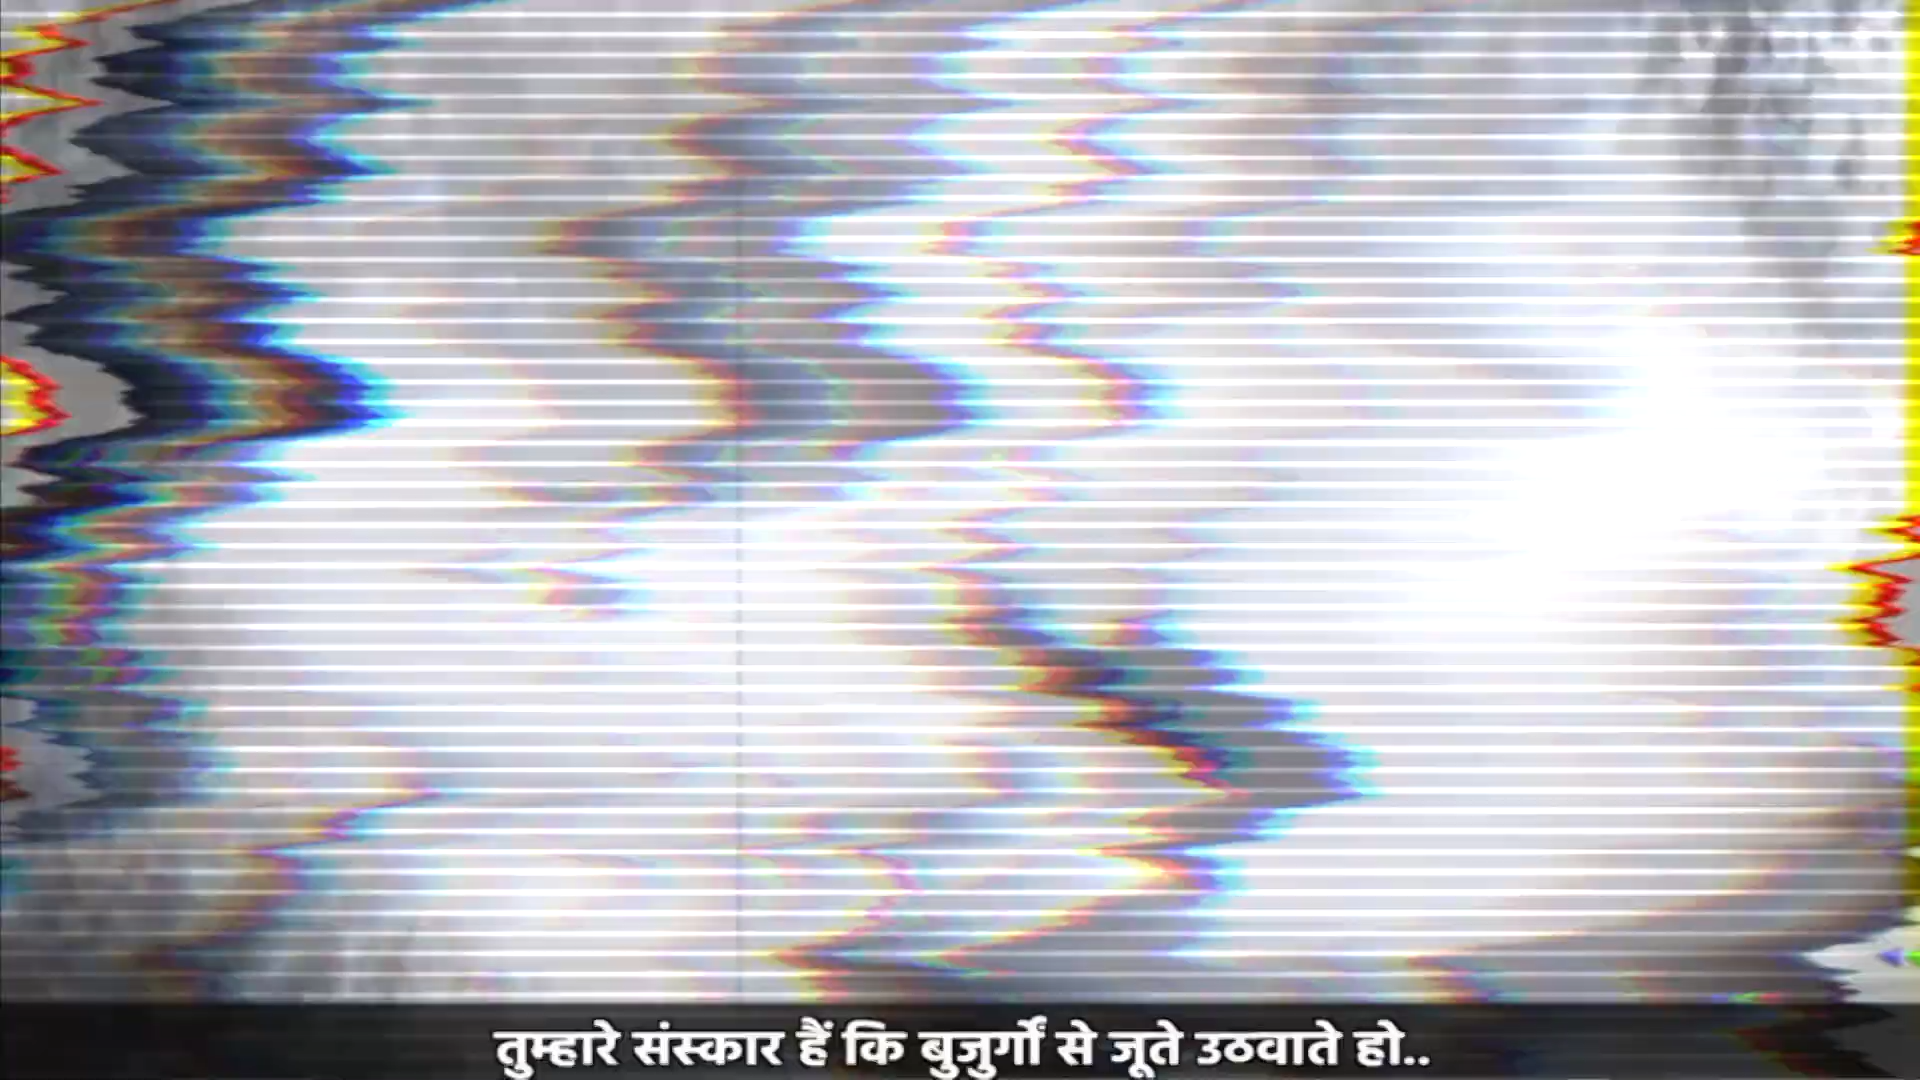 तुम्हारे संस्कार हैं कि बुजुर्गों से जूते उठवाते हो..